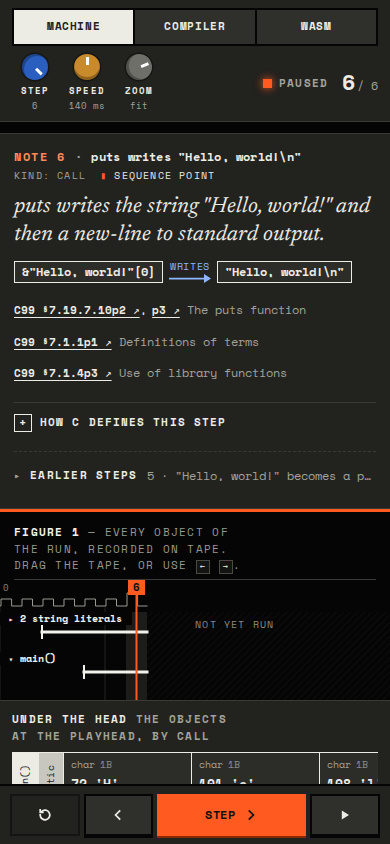 MACHINE COMPILER WASM
STEP SPEED ZOOM
6 140 ms fit
PAUSED 6 / 6
NOTE 6 · puts writes "Hello, world!\n"
KIND: CALL SEQUENCE POINT
puts writes the string "Hello, world!" and
then a new-line to standard output.
&"Hello, world!"[0] WRITES "Hello, world!\n"
C99 §7.19.7.10p2 ↗, p3 ↗ The puts function
C99 §7.1.1p1 ↗ Definitions of terms
C99 §7.1.4p3 ↗ Use of library functions
+ HOW C DEFINES THIS STEP
▸ EARLIER STEPS 5 · "Hello, world!" becomes a p…
FIGURE 1 — EVERY OBJECT OF
THE RUN, RECORDED ON TAPE.
DRAG THE TAPE, OR USE ← →.
0 6
▸ 2 string literals
NOT YET RUN
▾ main()
UNDER THE HEAD THE OBJECTS
AT THE PLAYHEAD, BY CALL
char 1B char 1B char 1B
STEP